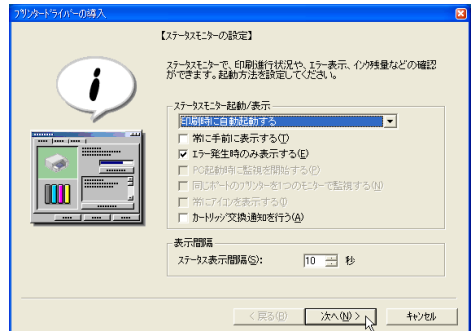 プリンタードライバーの導入
【ステータスモニターの設定】
ステータスモニターで、印刷進行状況や、エラー表示、インク残量などの確認
ができます。起動方法を設定してください。
ステータスモニター起動/表示
印刷時に自動起動する
常に手前に表示する(T)
エラー発生時のみ表示する(E)
PC起動時に監視を開始する(P)
同じポートのプリンターを1つのモニターで監視する(N)
常にアイコンを表示する(I)
カートリッジ交換通知を行う(A)
表示間隔
ステータス表示間隔(S): 10 秒
< 戻る(B) 次へ(N) > キャンセル